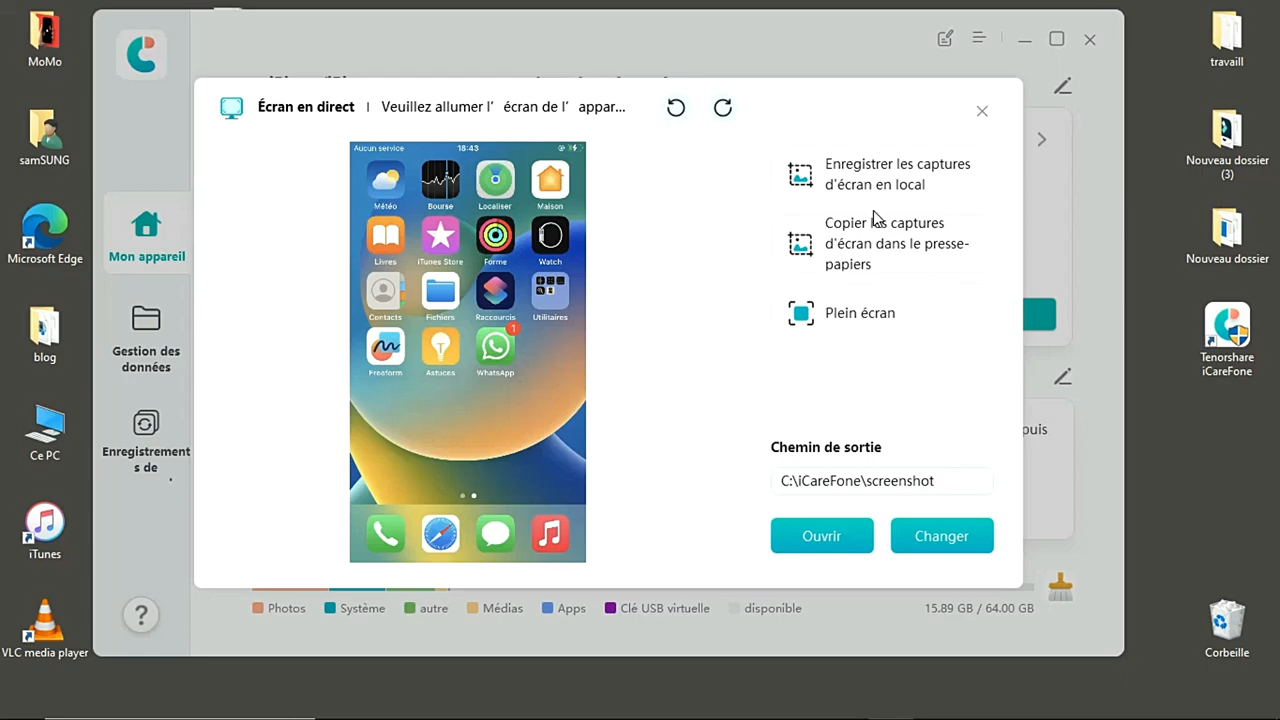 MoMo
samSUNG
Microsoft Edge
blog
Ce PC
iTunes
VLC media player
Mon appareil
Gestion des
données
Enregistrement
s de
?
Écran en direct | Veuillez allumer l’ écran de l’ appar...
Aucun service 18:43
Météo Bourse Localiser Maison
Livres iTunes Store Forme Watch
Contacts Fichiers Raccourcis Utilitaires
1
Freeform Astuces WhatsApp
Enregistrer les captures
d'écran en local
Copier les captures
d'écran dans le presse-
papiers
Plein écran
Chemin de sortie
C:\iCareFone\screenshot
Ouvrir Changer
puis
Photos Système autre Médias Apps Clé USB virtuelle disponible 15.89 GB / 64.00 GB
travaill
Nouveau dossier
(3)
Nouveau dossier
Tenorshare
iCareFone
Corbeille